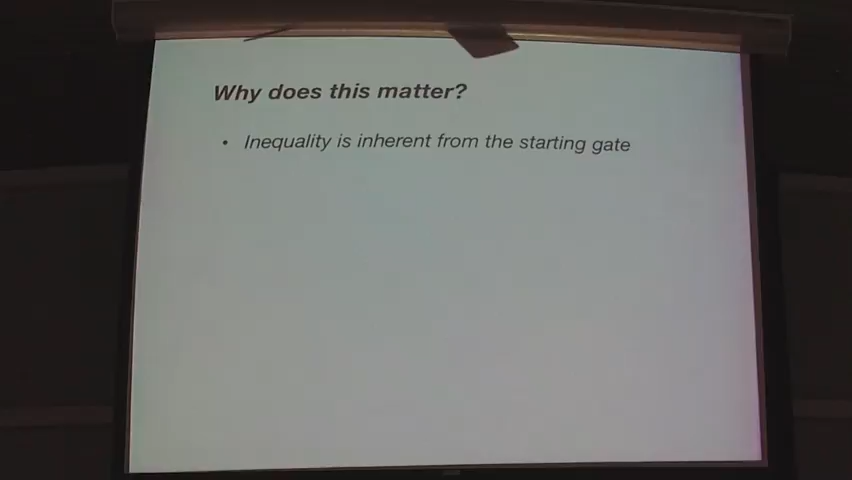 Why does this matter?
• Inequality is inherent from the starting gate